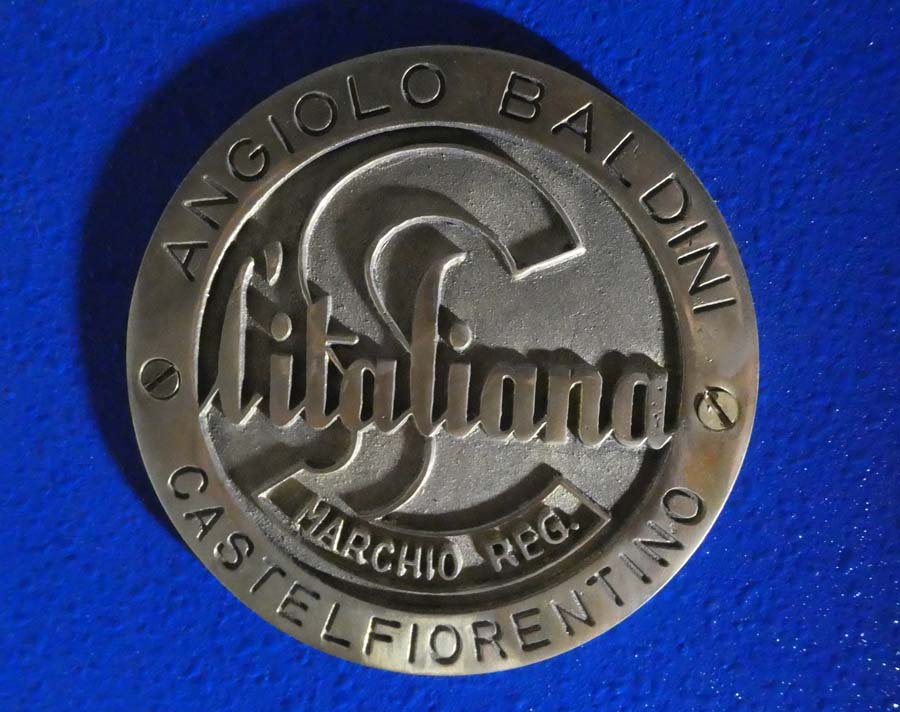 ANGIOLO BALDINI
S
L'italiana
MARCHIO REG.
CASTELFIORENTINO